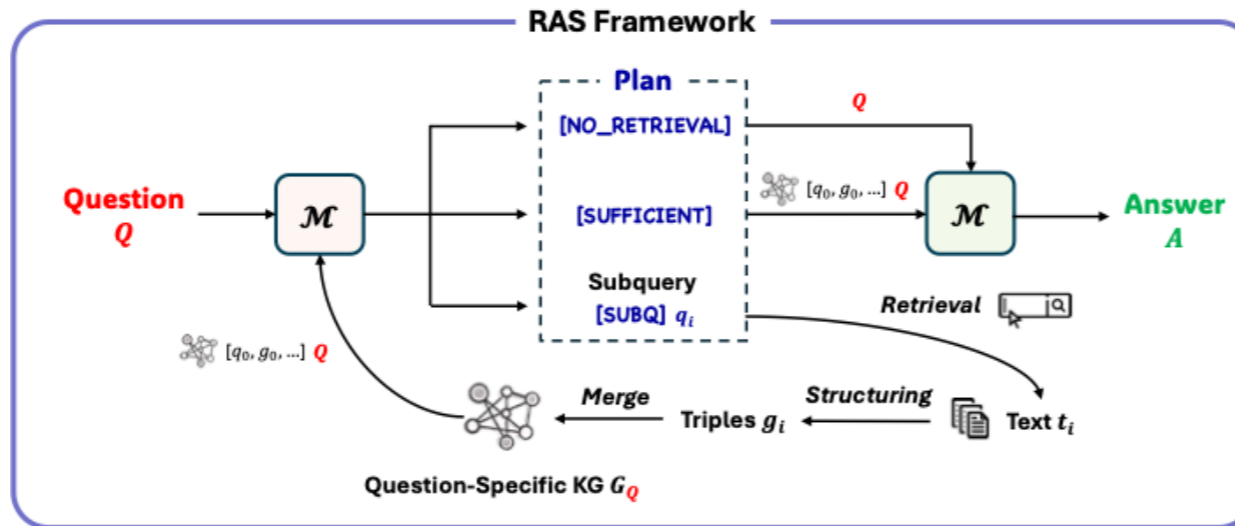 RAS Framework
Plan
[NO_RETRIEVAL]
Q
Question
Q
ℳ
[SUFFICIENT]
[q₀, g₀, ...] Q
ℳ
Answer
A
Subquery
[SUBQ] qᵢ
Retrieval
[q₀, g₀, ...] Q
Merge
Triples gᵢ
Structuring
Text tᵢ
Question-Specific KG G_Q